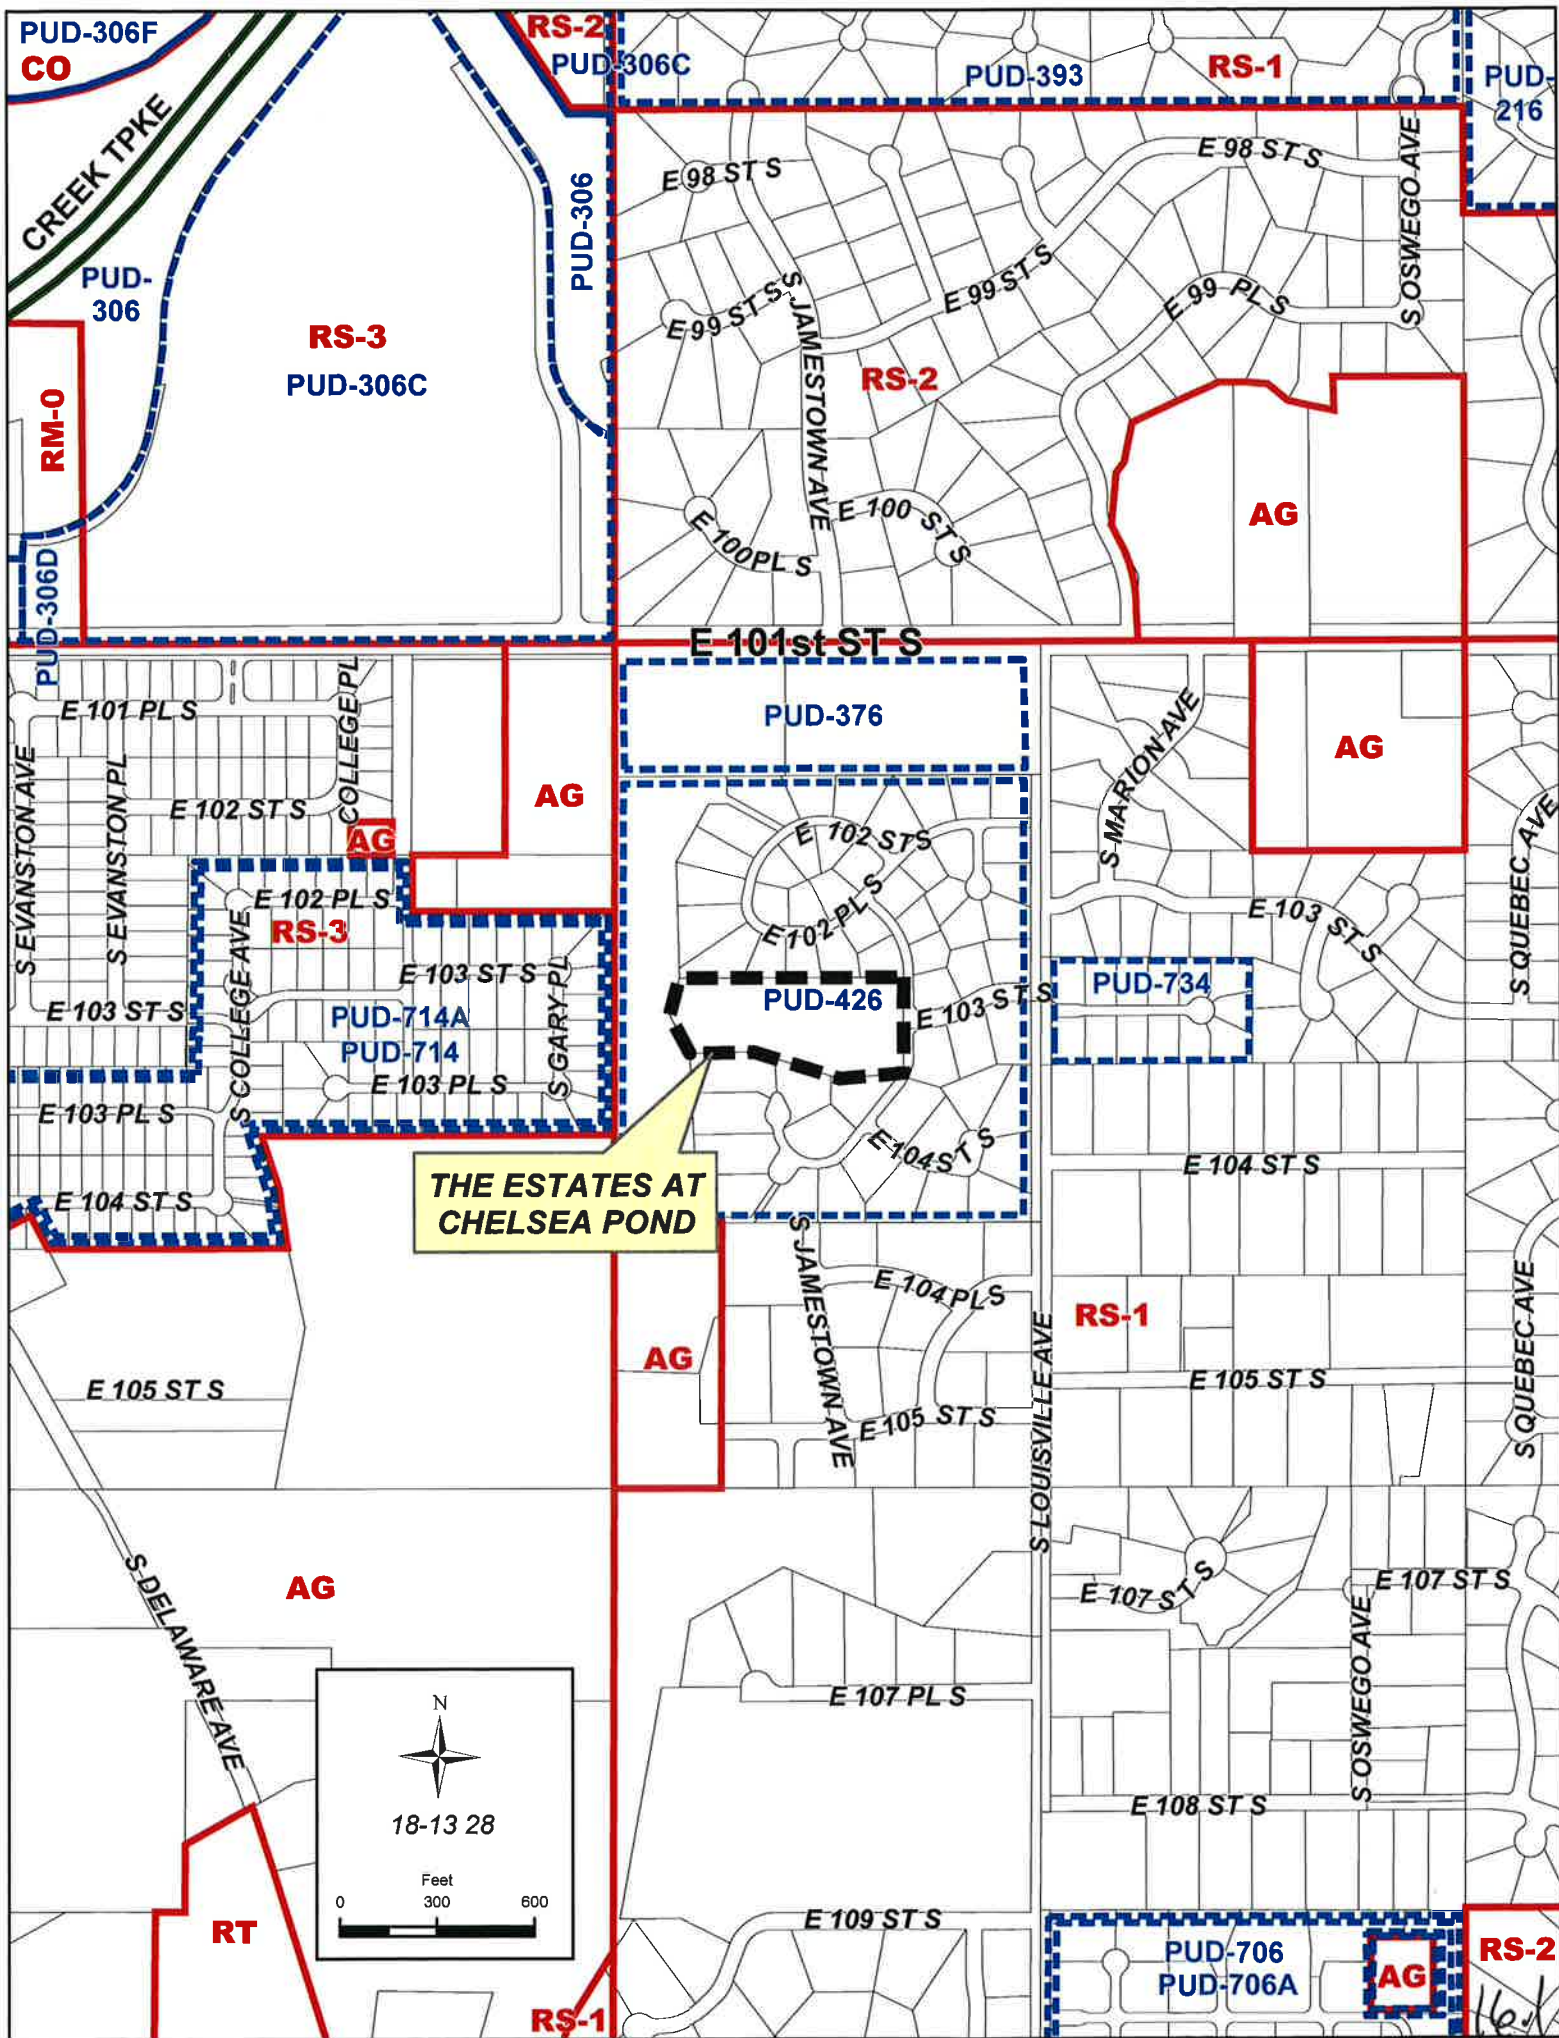 PUD-306F
CO
RS-2
PUD-306C
PUD-393
RS-1
PUD-
216
CREEK TPKE
PUD-306
E 98 ST S
E 98 ST S
S OSWEGO AVE
PUD-
306
RS-3
PUD-306C
E 99 ST S
S JAMESTOWN AVE
E 99 ST S
E 99 PL S
RS-2
RM-0
E 100 ST S
E 100 PL S
AG
PUD-306D
E 101st ST S
E 101 PL S
COLLEGE PL
PUD-376
S MARION AVE
AG
S EVANSTON AVE
S EVANSTON PL
E 102 ST S
AG
AG
E 102 ST S
S QUEBEC AVE
E 102 PL S
RS-3
S COLLEGE AVE
E 103 ST S
S GARY PL
E 102 PL S
E 103 ST S
E 103 ST S
PUD-714A
PUD-714
E 103 PL S
PUD-426
E 103 ST S
PUD-734
E 103 PL S
E 104 ST S
E 104 ST S
THE ESTATES AT
CHELSEA POND
E 104 ST S
S JAMESTOWN AVE
E 104 PL S
RS-1
S QUEBEC AVE
E 105 ST S
AG
E 105 ST S
S LOUISVILLE AVE
E 105 ST S
S DELAWARE AVE
AG
E 107 ST S
E 107 ST S
S OSWEGO AVE
N
18-13 28
Feet
0 300 600
E 107 PL S
E 108 ST S
RT
E 109 ST S
RS-1
PUD-706
PUD-706A
AG
RS-2